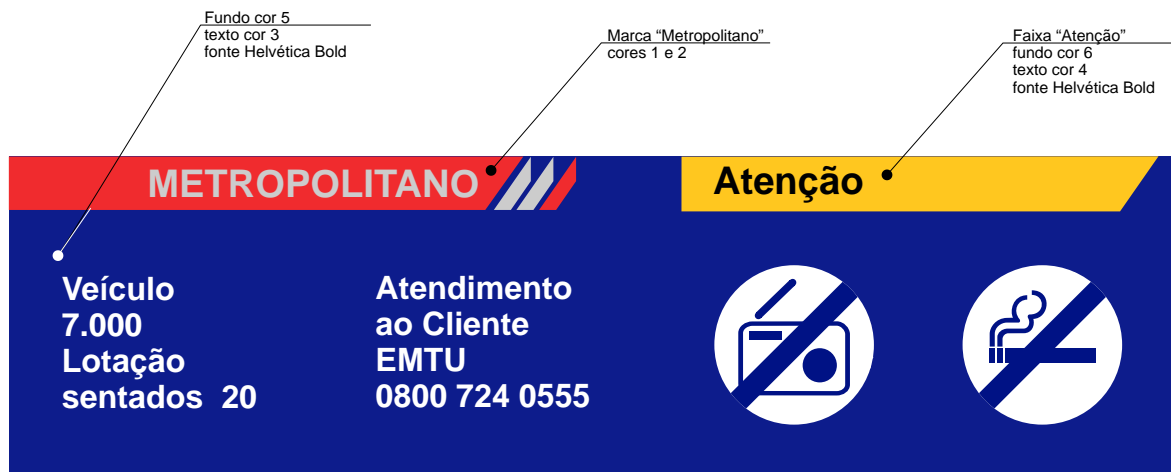 Fundo cor 5
texto cor 3
fonte Helvética Bold
Marca “Metropolitano”
cores 1 e 2
Faixa “Atenção”
fundo cor 6
texto cor 4
fonte Helvética Bold
METROPOLITANO
Atenção
Veículo
7.000
Lotação
sentados 20
Atendimento
ao Cliente
EMTU
0800 724 0555